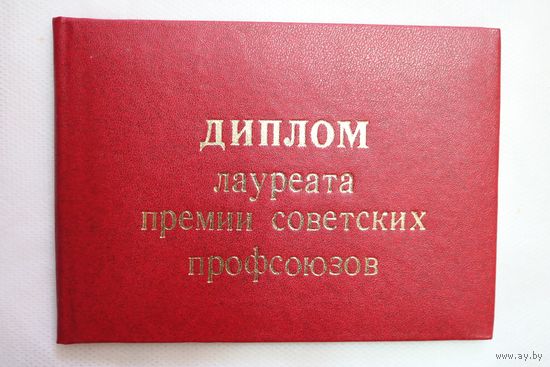 ДИПЛОМ
лауреата
премии советских
профсоюзов
www.ay.by